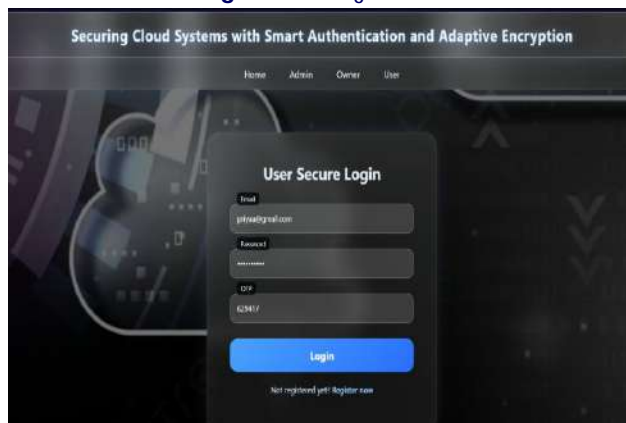 Securing Cloud Systems with Smart Authentication and Adaptive Encryption
Home Admin Owner User
User Secure Login
Email
Password
••••••••••
OTP
Login
Not registered yet? Register now